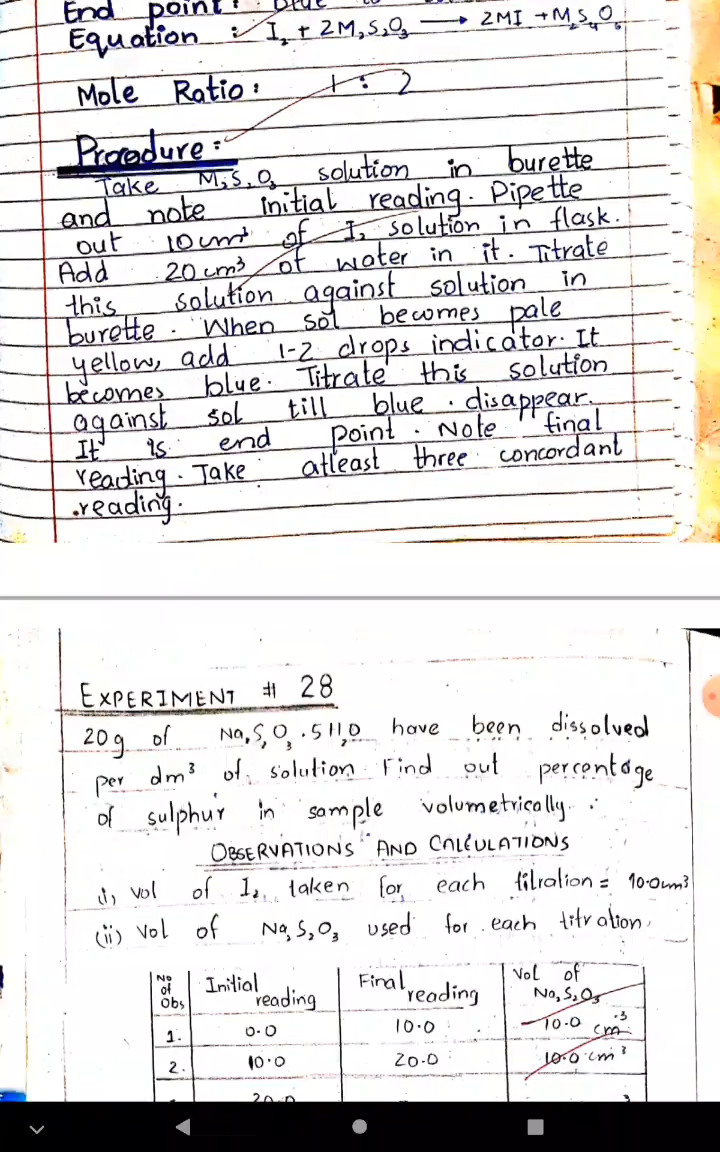 End point: Blue to
Equation : I₂ + 2M₂S₂O₃ → 2MI + M₂S₄O₆
Mole Ratio: 1 : 2
Procedure:
Take M₂S₂O₃ solution in burette
and note initial reading. Pipette
out 10cm³ of I₂ solution in flask.
Add 20cm³ of water in it. Titrate
this solution against solution in
burette. When sol becomes pale
yellow, add 1-2 drops indicator. It
becomes blue. Titrate this solution
against sol till blue disappear.
It is end point. Note final
reading. Take atleast three concordant
reading.
EXPERIMENT # 28
20g of Na₂S₂O₃.5H₂O have been dissolved
per dm³ of solution Find out percentage
of sulphur in sample volumetrically.
OBSERVATIONS AND CALCULATIONS
(i) vol of I₂ taken for each titration = 10.0cm³
(ii) Vol of Na₂S₂O₃ used for each titration.
No of Obs Initial reading Final reading Vol of Na₂S₂O₃
1. 0.0 10.0 10.0 cm³
2. 10.0 20.0 10.0 cm³
20.0